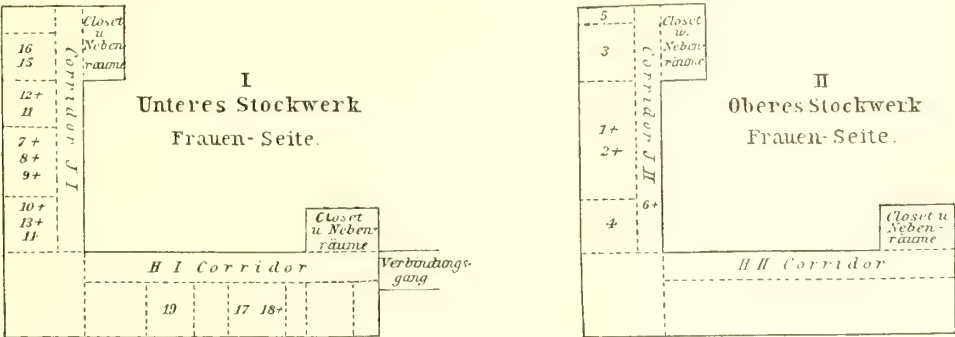 Closet
u
Neben
räume
16
15
12+
11
7+
8+
9+
10+
13+
14
Corridor J I
I
Unteres Stockwerk
Frauen-Seite.
Closet
u Neben-
räume
H I Corridor
Verbindungs-
gang
19
17 18+
5
3
Closet
u.
Neben-
räume
1+
2+
4
Corridor J II
6+
II
Oberes Stockwerk
Frauen-Seite.
Closet u
Neben-
räume
H II Corridor